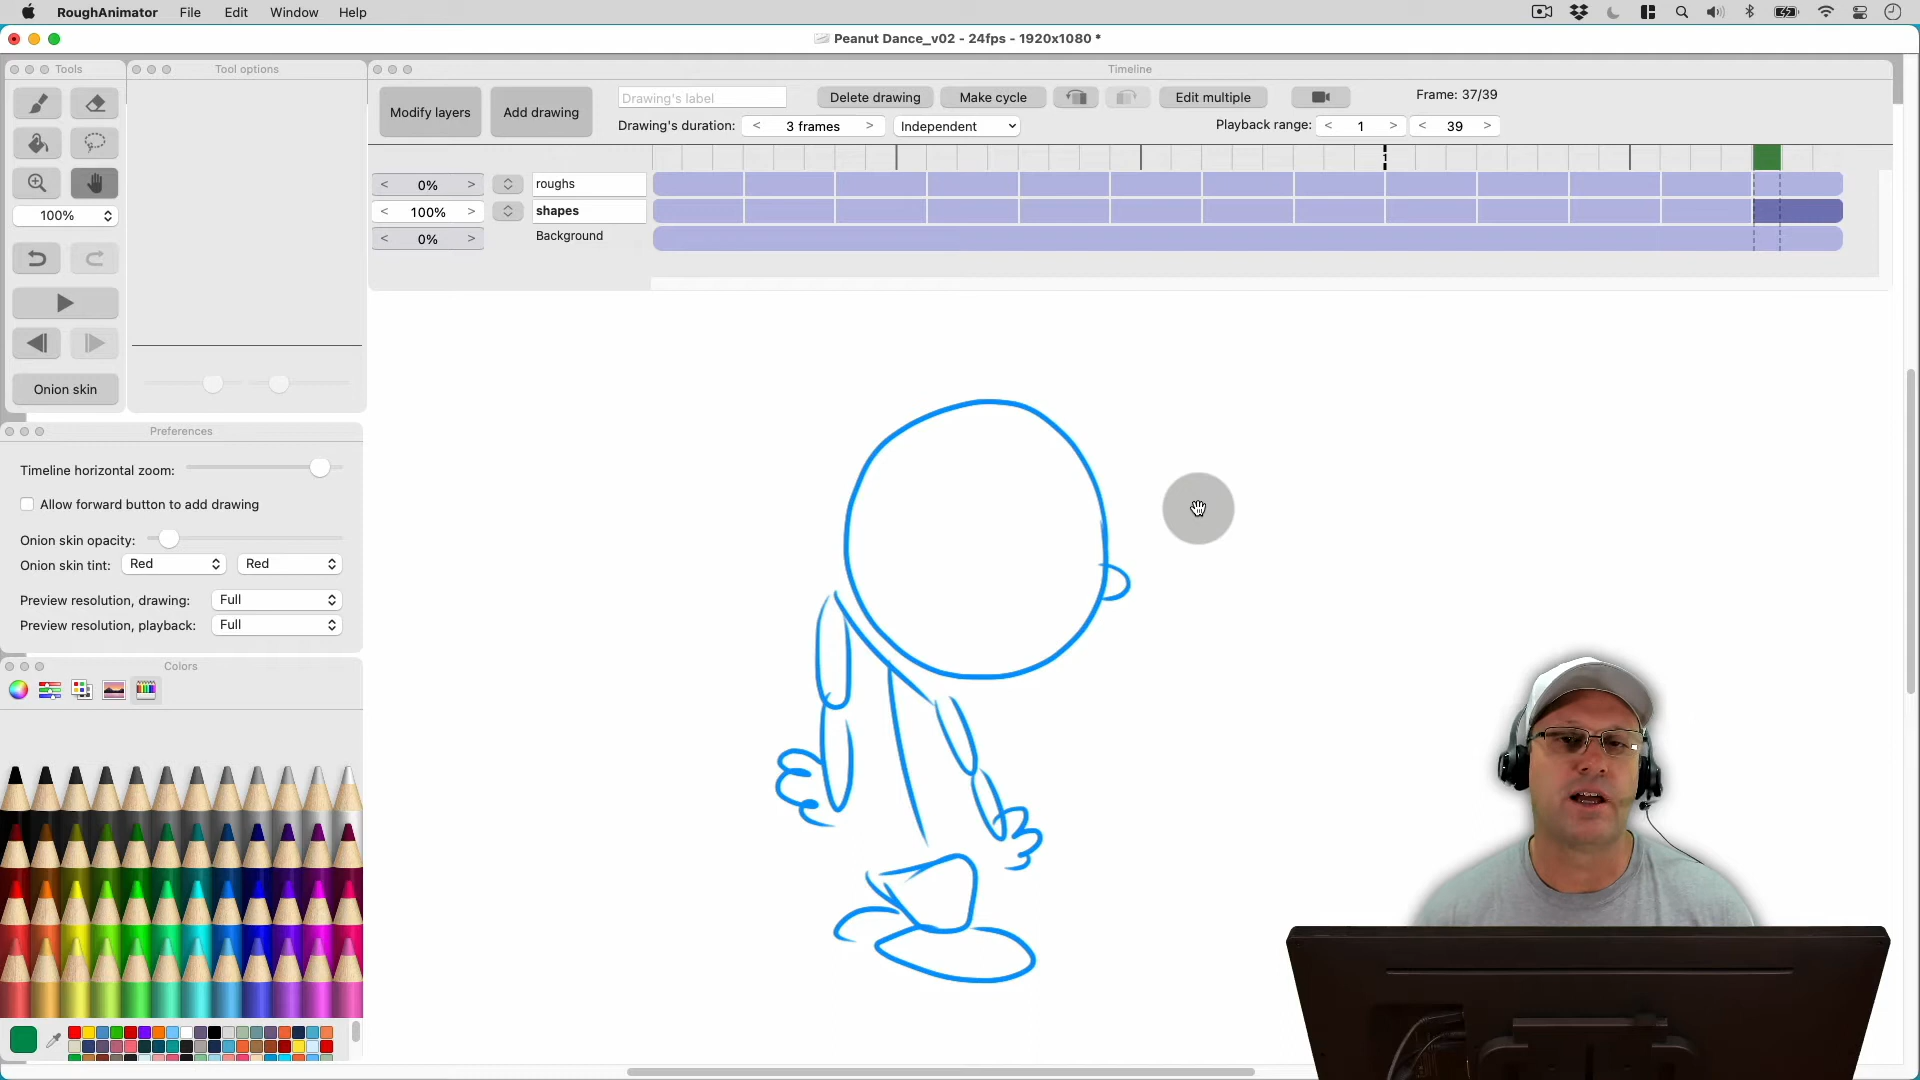 RoughAnimator File Edit Window Help
Peanut Dance_v02 - 24fps - 1920x1080 *
Tools
Tool options
Timeline
Modify layers
Add drawing
Drawing's label
Delete drawing
Make cycle
Edit multiple
Frame: 37/39
Drawing's duration: < 3 frames >
Independent
Playback range: < 1 > < 39 >
1
< 0% > roughs
< 100% > shapes
< 0% > Background
100%
Onion skin
Preferences
Timeline horizontal zoom:
Allow forward button to add drawing
Onion skin opacity:
Onion skin tint: Red Red
Preview resolution, drawing: Full
Preview resolution, playback: Full
Colors